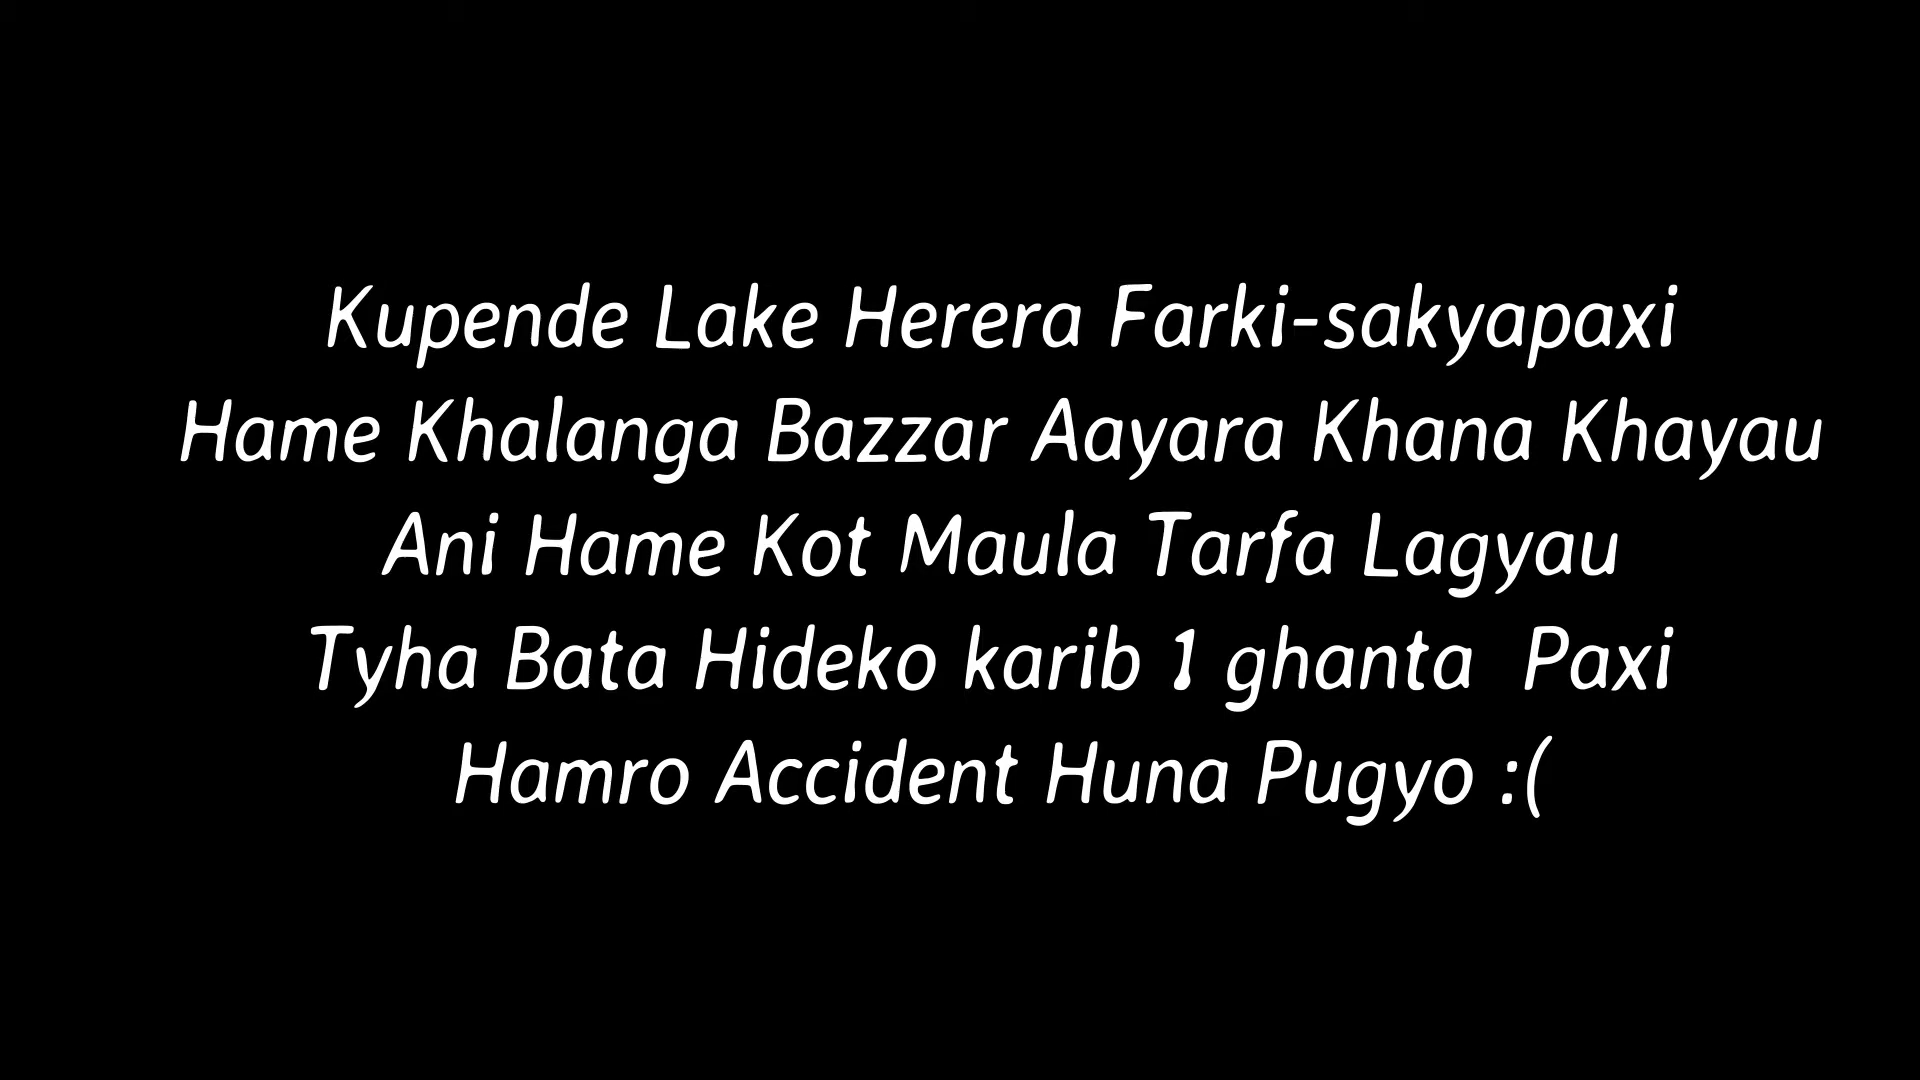 Kupende Lake Herera Farki-sakyapaxi
Hame Khalanga Bazzar Aayara Khana Khayau
Ani Hame Kot Maula Tarfa Lagyau
Tyha Bata Hideko karib 1 ghanta  Paxi
Hamro Accident Huna Pugyo :(